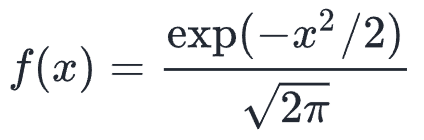 f(x) = exp(−x²/2) / √(2π)